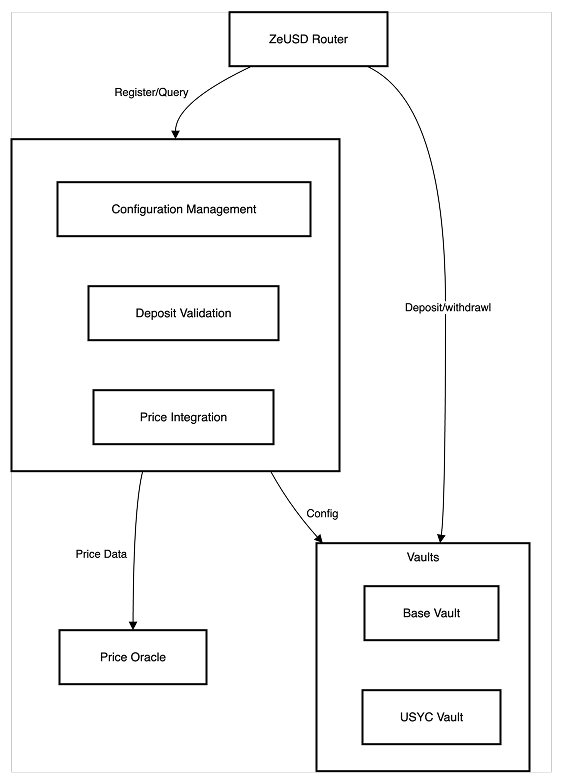 ZeUSD Router
Register/Query
Configuration Management
Deposit Validation
Deposit/withdrawl
Price Integration
Config
Price Data
Vaults
Base Vault
Price Oracle
USYC Vault